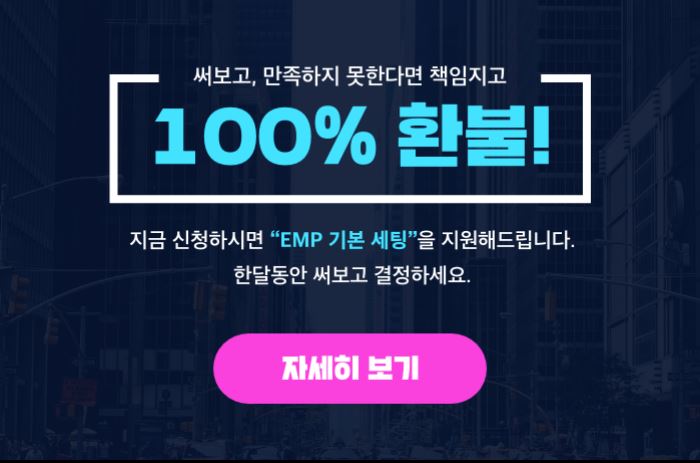 써보고, 만족하지 못한다면 책임지고
100% 환불!
지금 신청하시면 “EMP 기본 세팅”을 지원해드립니다.
한달동안 써보고 결정하세요.
자세히 보기